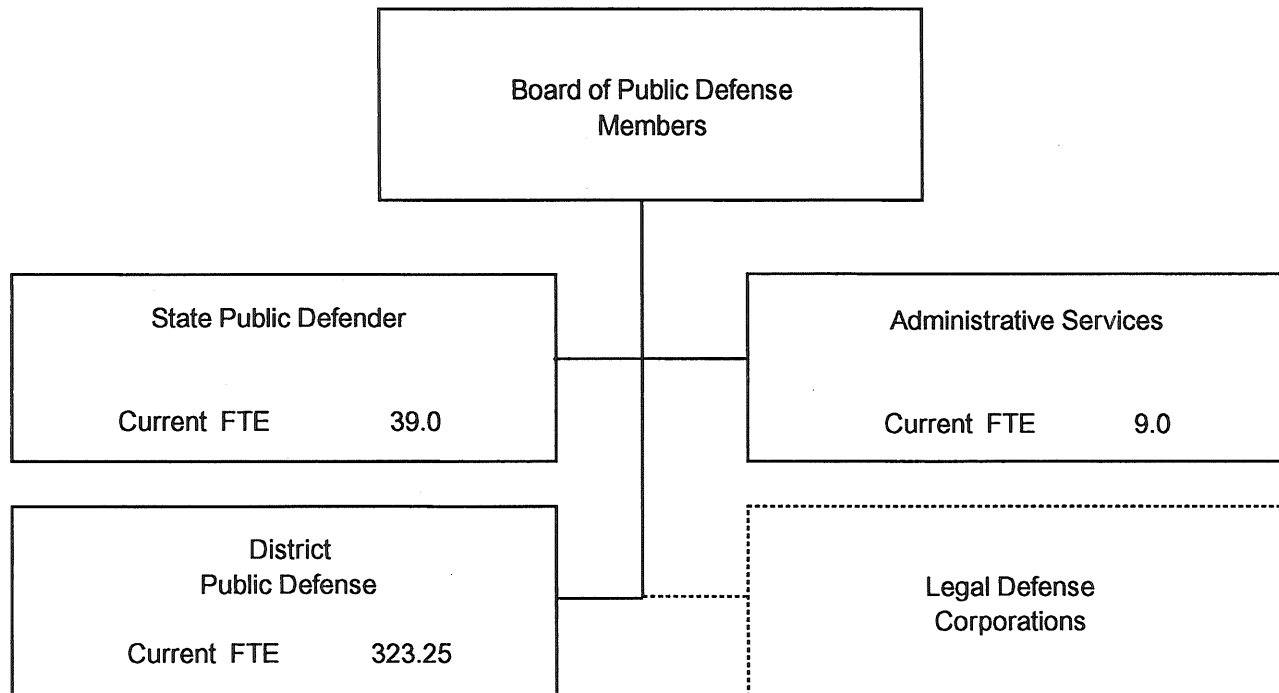 Board of Public Defense
Members
State Public Defender
Current FTE 39.0
Administrative Services
Current FTE 9.0
District
Public Defense
Current FTE 323.25
Legal Defense
Corporations